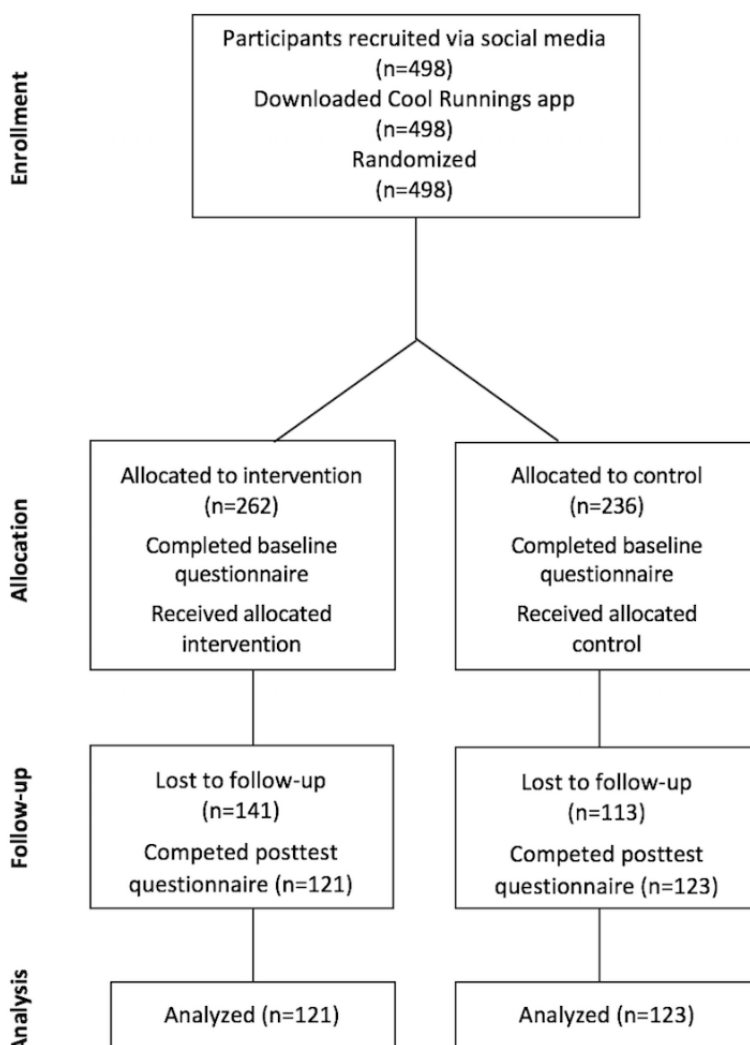 Enrollment
Participants recruited via social media
(n=498)
Downloaded Cool Runnings app
(n=498)
Randomized
(n=498)
Allocation
Allocated to intervention
(n=262)
Completed baseline
questionnaire
Received allocated
intervention
Allocated to control
(n=236)
Completed baseline
questionnaire
Received allocated
control
Follow-up
Lost to follow-up
(n=141)
Competed posttest
questionnaire (n=121)
Lost to follow-up
(n=113)
Competed posttest
questionnaire (n=123)
Analysis
Analyzed (n=121)
Analyzed (n=123)